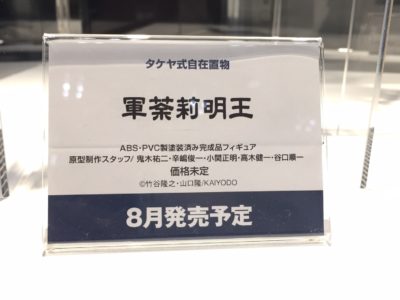 タケヤ式自在置物
軍荼莉明王
ABS・PVC製塗装済み完成品フィギュア
原型制作スタッフ/ 鬼木祐二・辛嶋俊一・小関正明・高木健一・谷口順一
価格未定
©竹谷隆之・山口隆/KAIYODO
8月発売予定